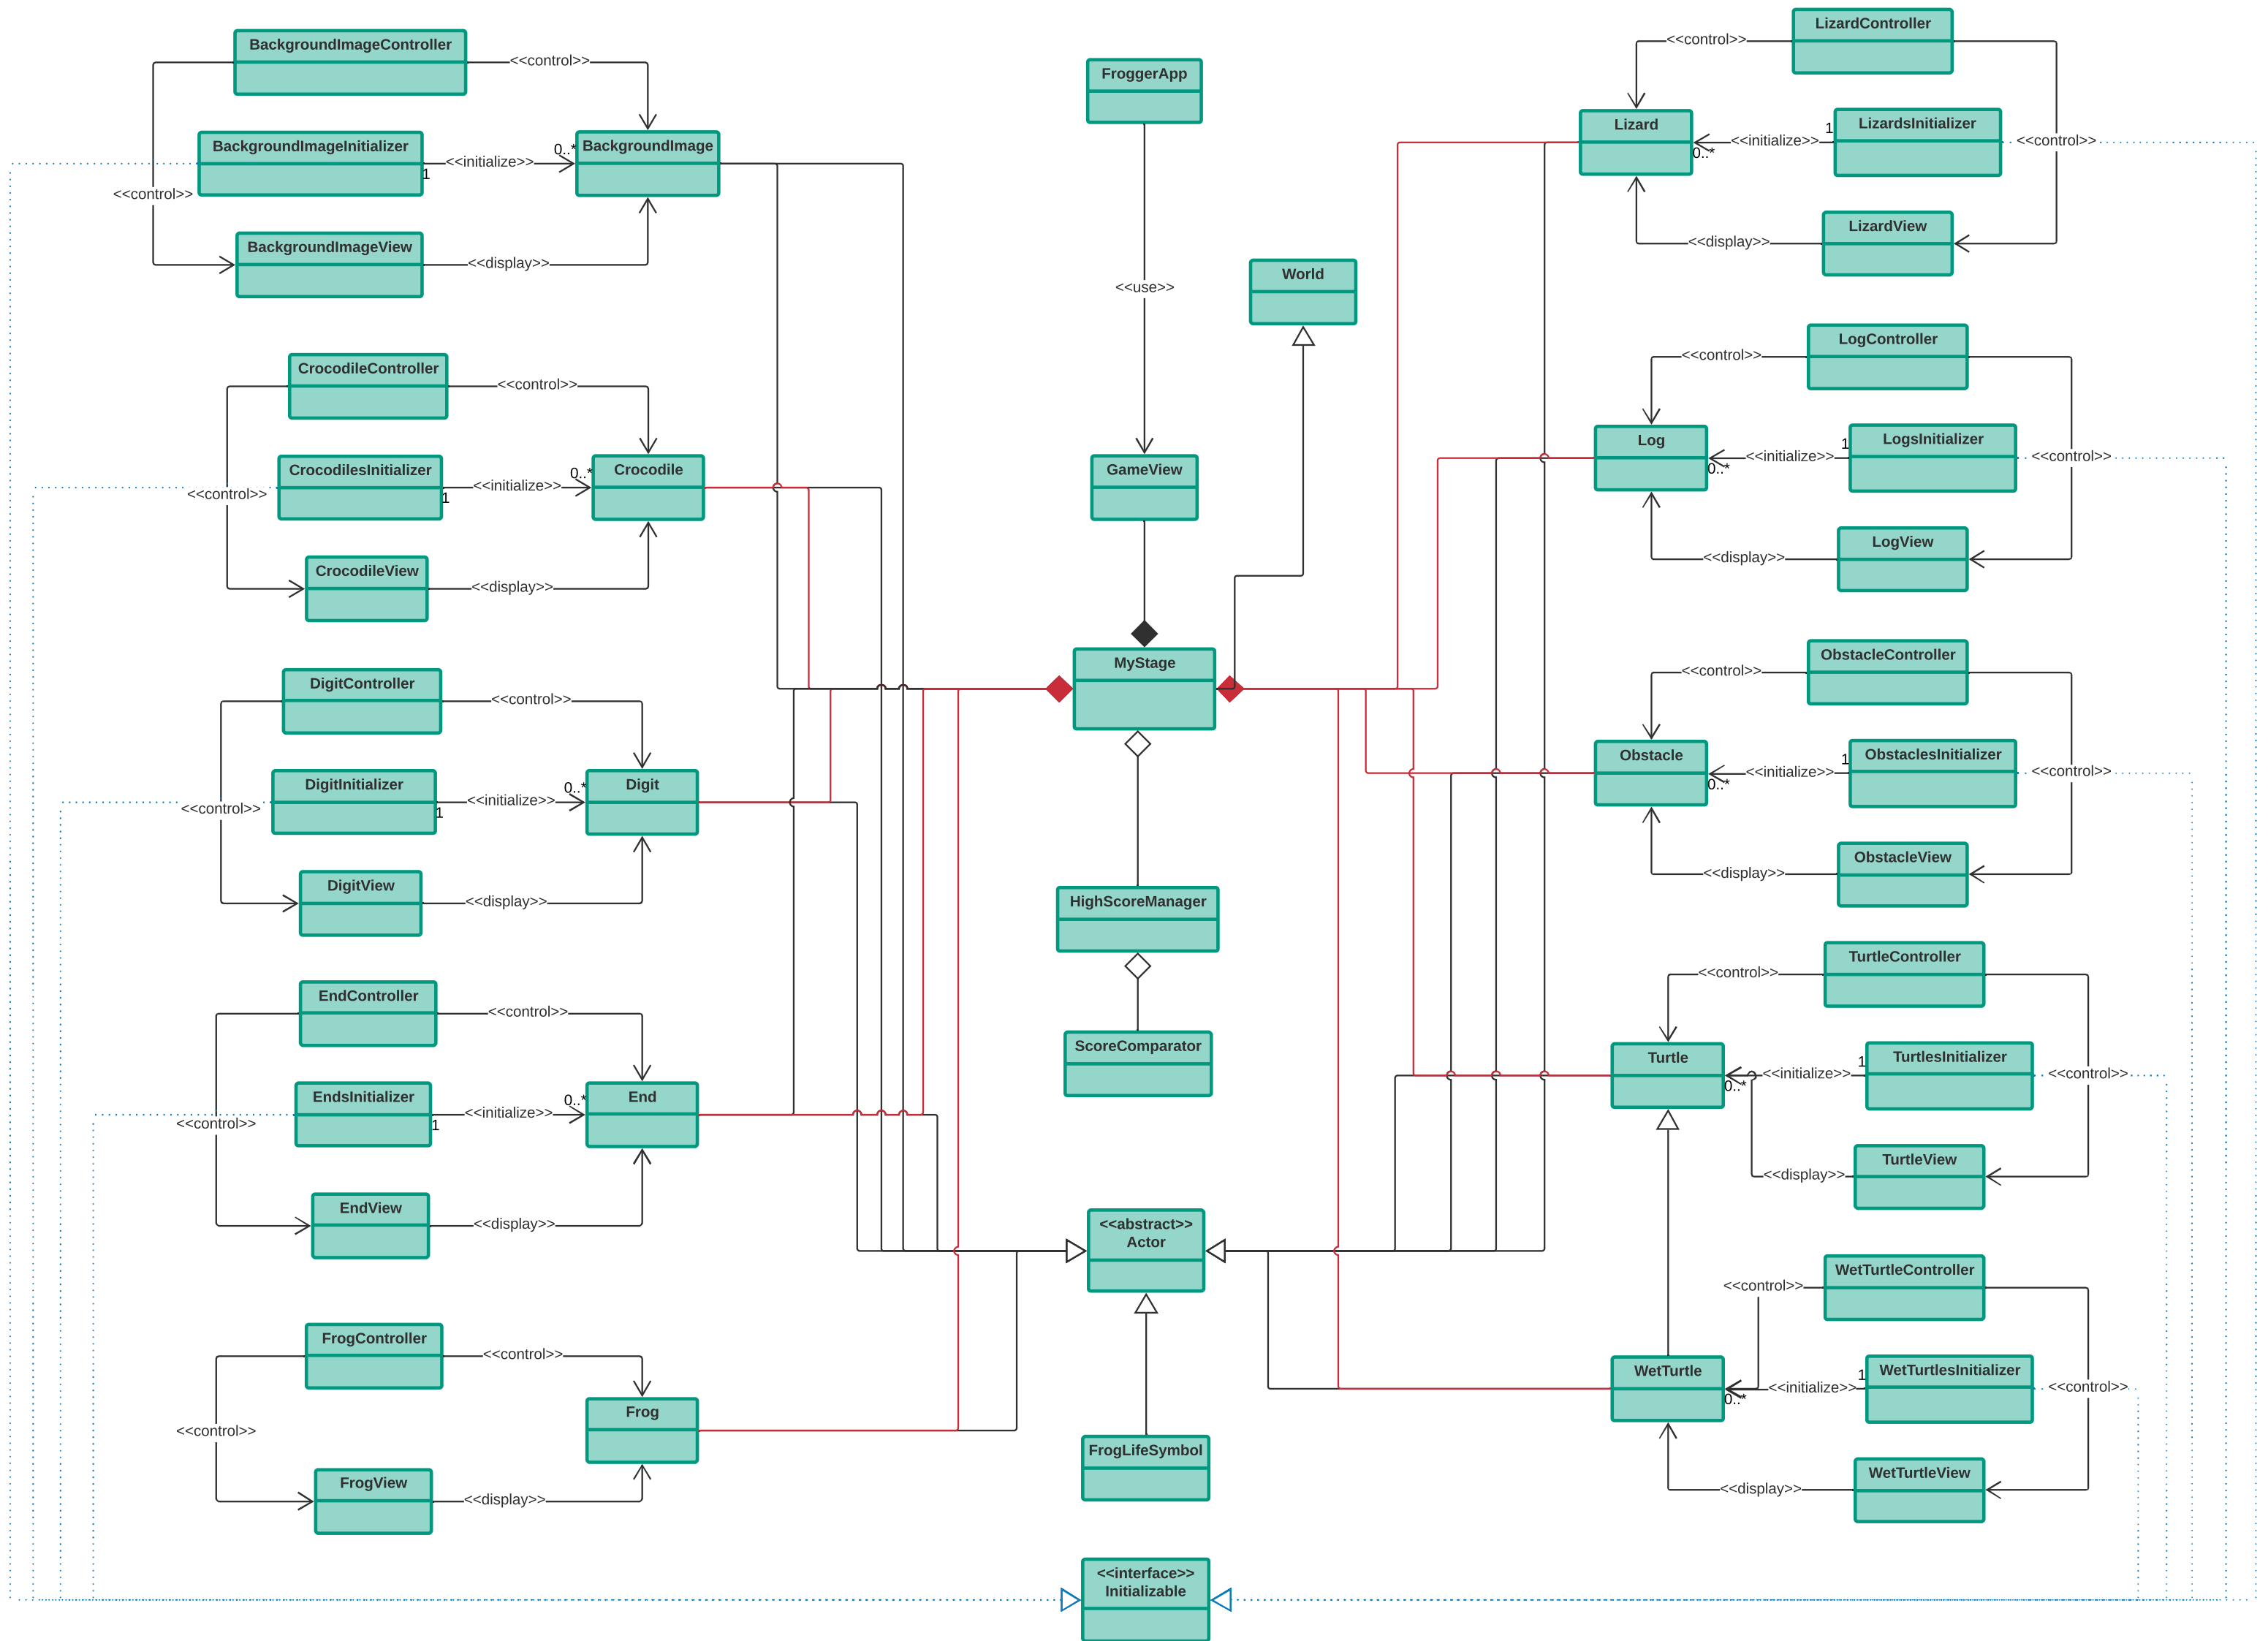 BackgroundImageController
<<control>>
BackgroundImageInitializer
1
<<initialize>>
0..*
BackgroundImage
<<control>>
BackgroundImageView
<<display>>
CrocodileController
<<control>>
CrocodilesInitializer
1
<<initialize>>
0..*
Crocodile
<<control>>
CrocodileView
<<display>>
DigitController
<<control>>
DigitInitializer
1
<<initialize>>
0..*
Digit
<<control>>
DigitView
<<display>>
EndController
<<control>>
EndsInitializer
1
<<initialize>>
0..*
End
<<control>>
EndView
<<display>>
FrogController
<<control>>
Frog
<<control>>
FrogView
<<display>>
FroggerApp
<<use>>
World
GameView
MyStage
HighScoreManager
ScoreComparator
<<abstract>>
Actor
FrogLifeSymbol
<<interface>>
Initializable
LizardController
<<control>>
Lizard
0..*
<<initialize>>
1
LizardsInitializer
<<control>>
LizardView
<<display>>
LogController
<<control>>
Log
0..*
<<initialize>>
1
LogsInitializer
<<control>>
LogView
<<display>>
ObstacleController
<<control>>
Obstacle
0..*
<<initialize>>
1
ObstaclesInitializer
<<control>>
ObstacleView
<<display>>
TurtleController
<<control>>
Turtle
0..*
<<initialize>>
1
TurtlesInitializer
<<control>>
TurtleView
<<display>>
WetTurtleController
<<control>>
WetTurtle
0..*
<<initialize>>
1
WetTurtlesInitializer
<<control>>
WetTurtleView
<<display>>